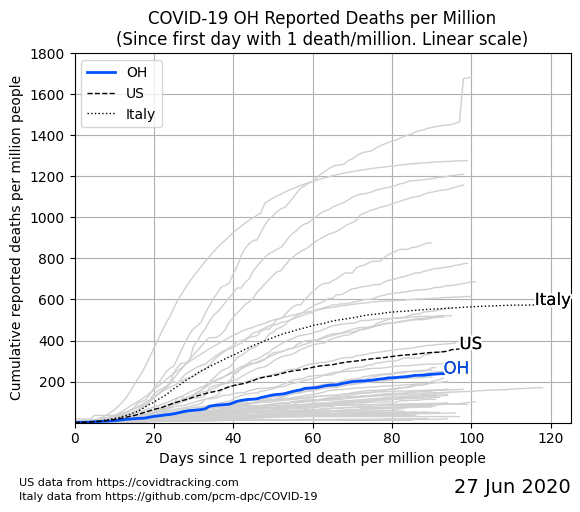 COVID-19 OH Reported Deaths per Million
(Since first day with 1 death/million. Linear scale)
Cumulative reported deaths per million people
1800
1600
1400
1200
1000
800
600
400
200
OH
US
Italy
Italy
US
OH
0
20
40
60
80
100
120
Days since 1 reported death per million people
US data from https://covidtracking.com
Italy data from https://github.com/pcm-dpc/COVID-19
27 Jun 2020